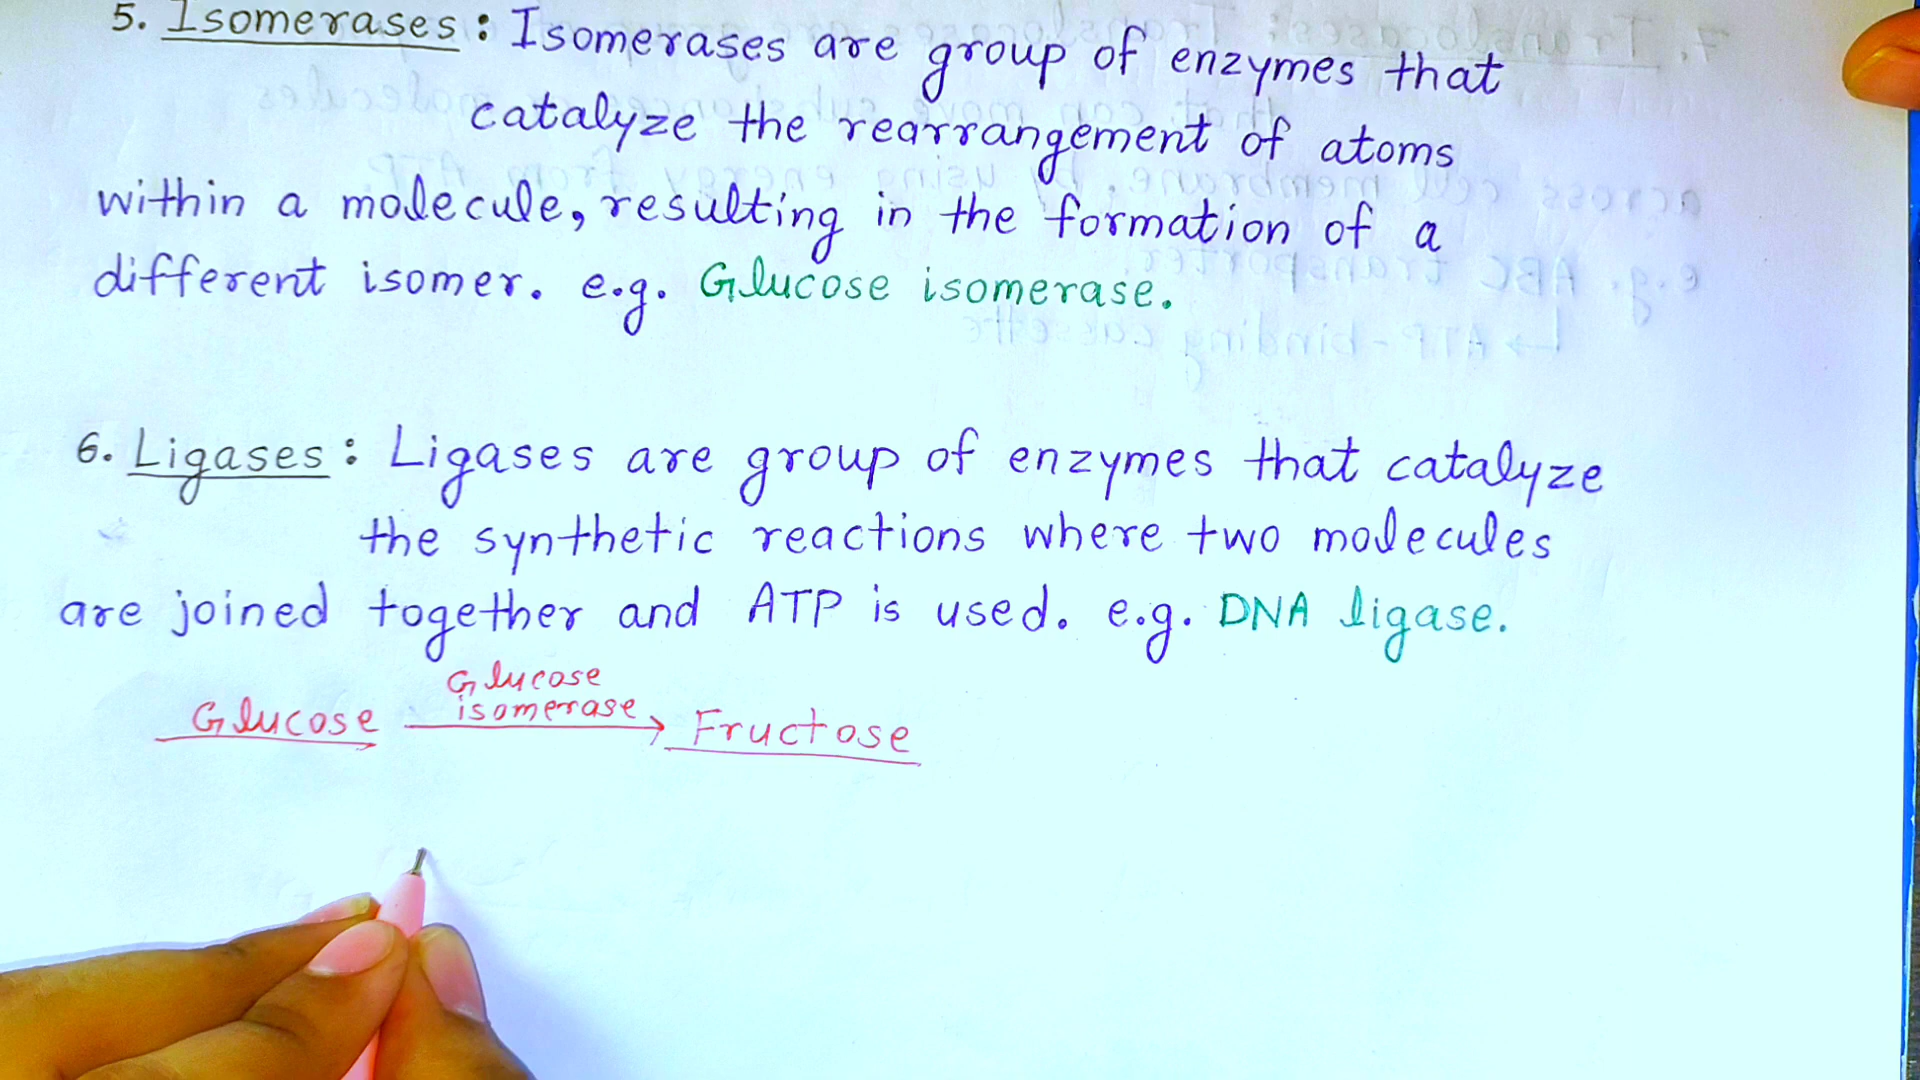 5. Isomerases: Isomerases are group of enzymes that
catalyze the rearrangement of atoms
within a molecule, resulting in the formation of a
different isomer. e.g. Glucose isomerase.
6. Ligases: Ligases are group of enzymes that catalyze
the synthetic reactions where two molecules
are joined together and ATP is used. e.g. DNA ligase.
Glucose
isomerase
Glucose → Fructose